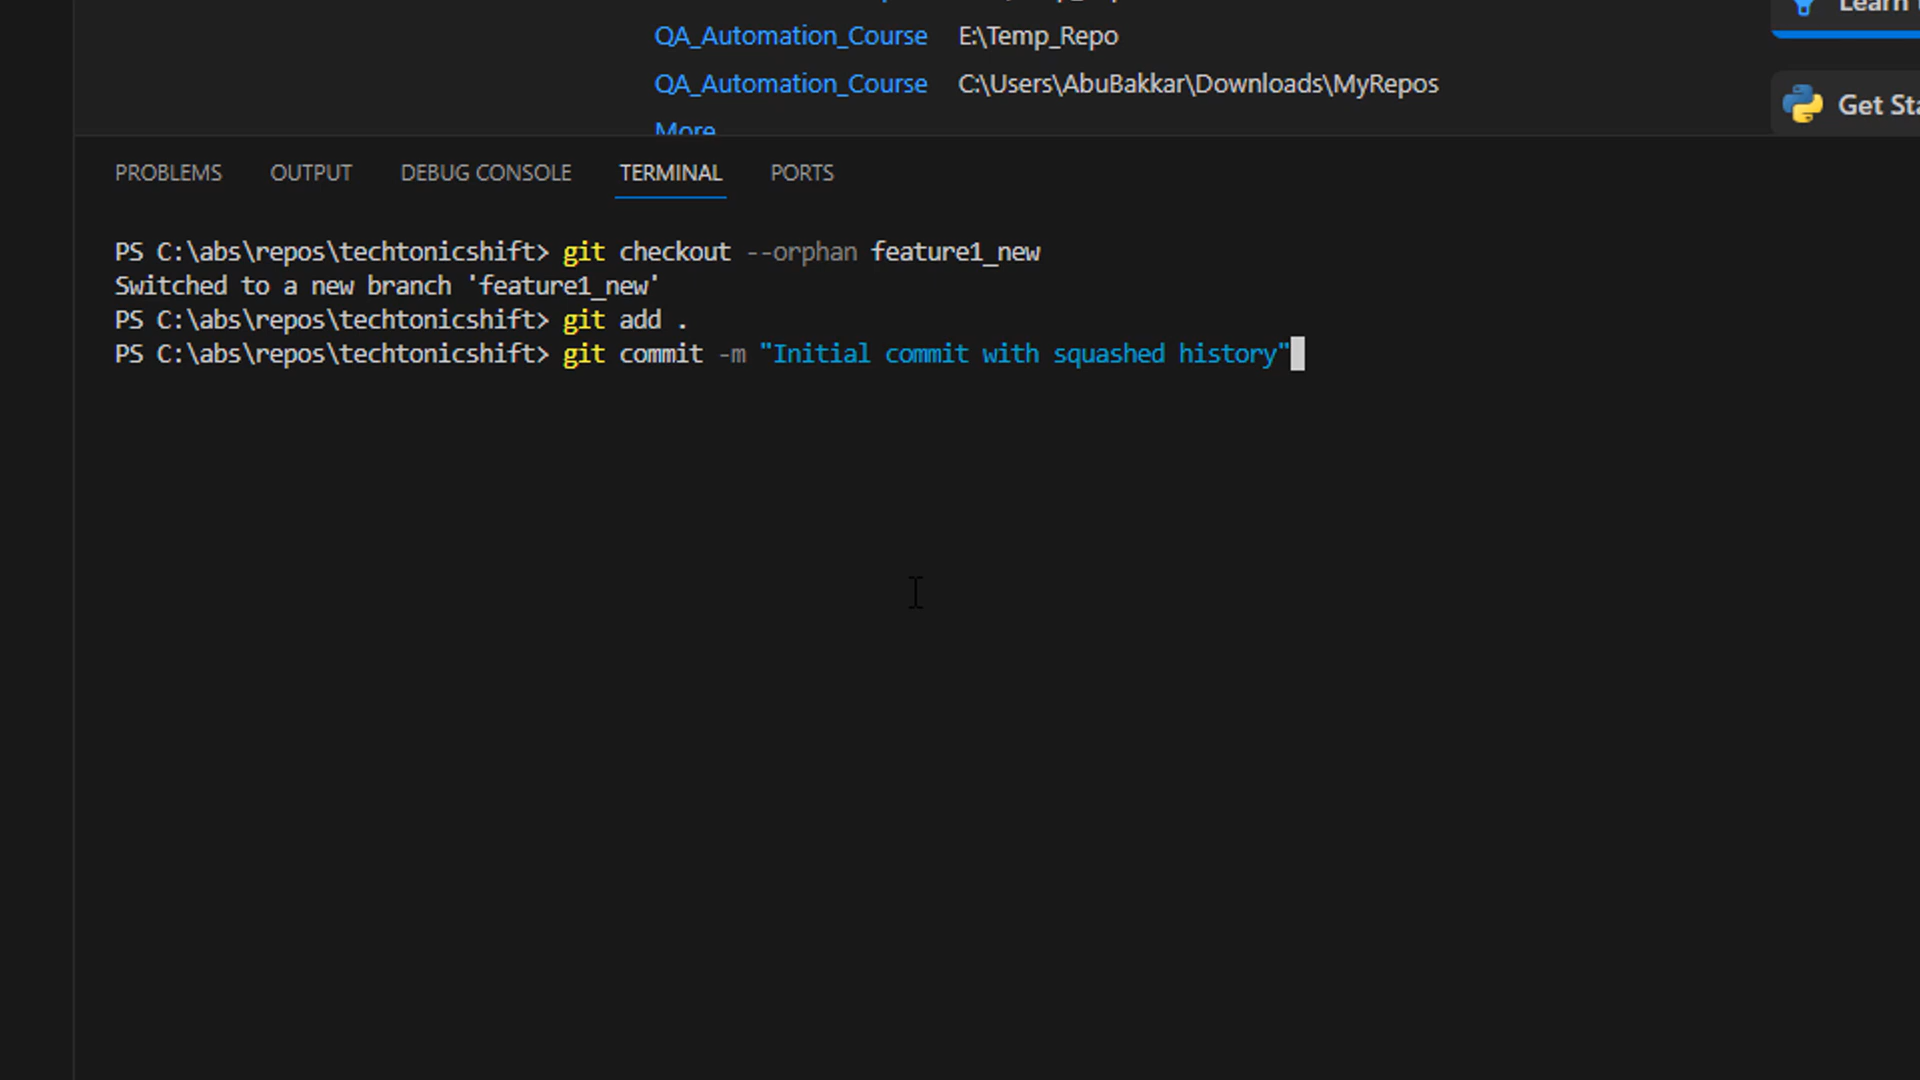 QA_Automation_Course E:\Temp_Repo
QA_Automation_Course C:\Users\AbuBakkar\Downloads\MyRepos
More
Learn
Get Sta
PROBLEMS OUTPUT DEBUG CONSOLE TERMINAL PORTS
PS C:\abs\repos\techtonicshift> git checkout --orphan feature1_new
Switched to a new branch 'feature1_new'
PS C:\abs\repos\techtonicshift> git add .
PS C:\abs\repos\techtonicshift> git commit -m "Initial commit with squashed history"